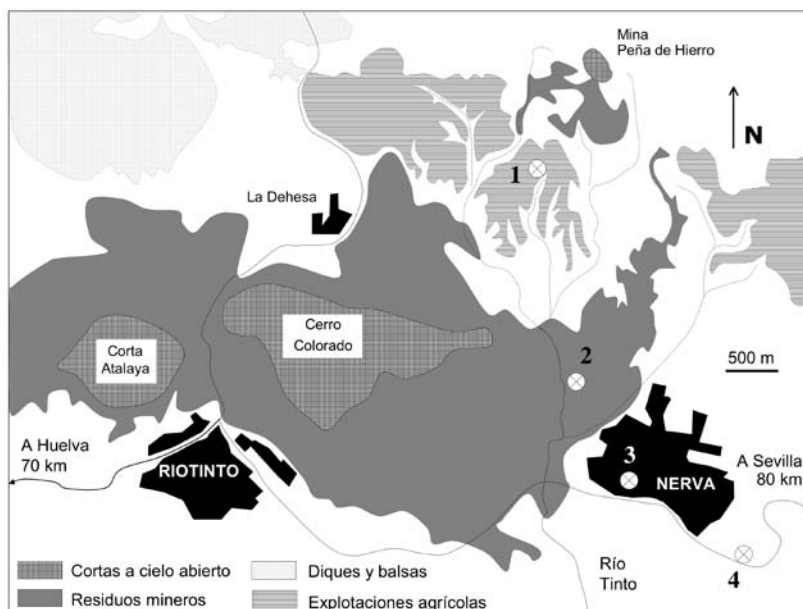 Mina
Peña de Hierro
N
1
La Dehesa
Cerro
Colorado
Corta
Atalaya
500 m
2
A Huelva
70 km
RIOTINTO
3
NERVA
A Sevilla
80 km
Río
Tinto
4
Cortas a cielo abierto
Diques y balsas
Residuos mineros
Explotaciones agrícolas